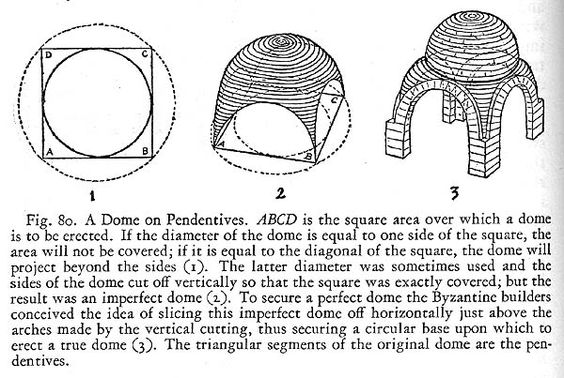 D C
A B
C
A B
1 2 3
Fig. 80. A Dome on Pendentives. ABCD is the square area over which a dome
is to be erected. If the diameter of the dome is equal to one side of the square, the
area will not be covered; if it is equal to the diagonal of the square, the dome will
project beyond the sides (1). The latter diameter was sometimes used and the
sides of the dome cut off vertically so that the square was exactly covered; but the
result was an imperfect dome (2). To secure a perfect dome the Byzantine builders
conceived the idea of slicing this imperfect dome off horizontally just above the
arches made by the vertical cutting, thus securing a circular base upon which to
erect a true dome (3). The triangular segments of the original dome are the pen-
dentives.